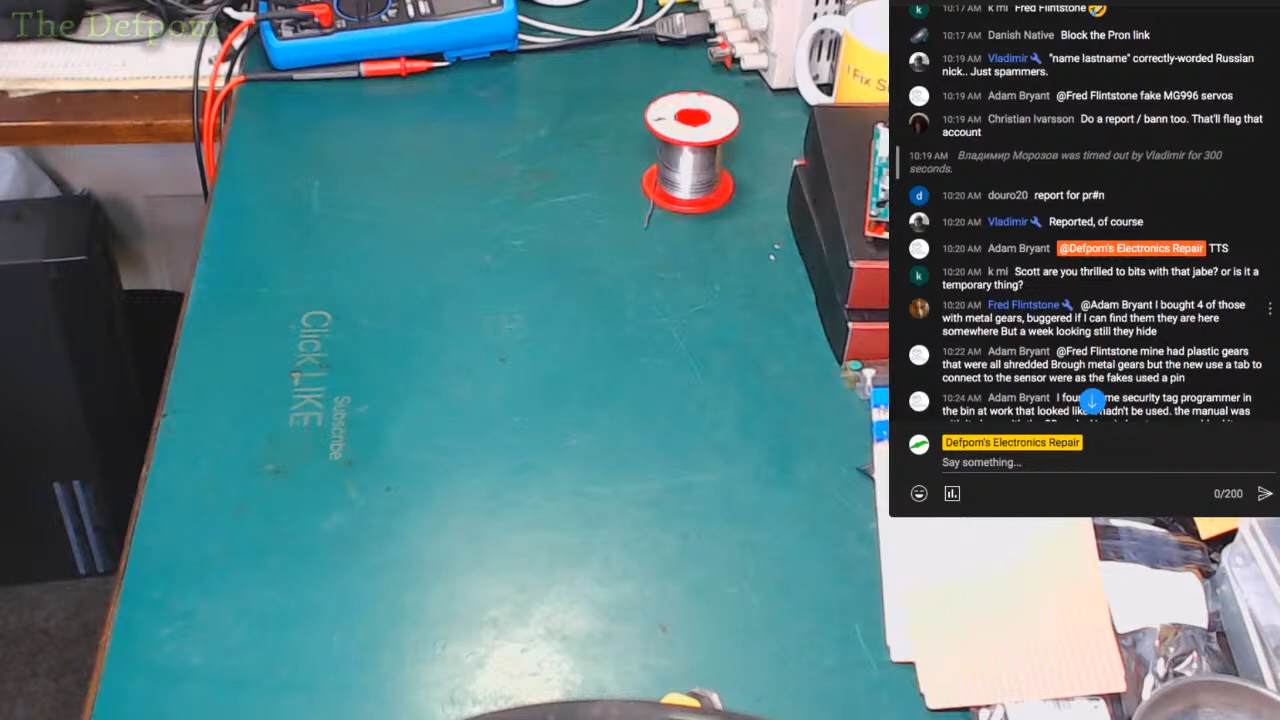 The Defpom
I Fix S
Click LIKE
Subscribe
10:17 AM k mi Fred Flintstone 🤣
10:17 AM Danish Native Block the Pron link
10:19 AM Vladimir "name lastname" correctly-worded Russian
nick.. Just spammers.
10:19 AM Adam Bryant @Fred Flintstone fake MG996 servos
10:19 AM Christian Ivarsson Do a report / bann too. That'll flag that
account
10:19 AM Владимир Морозов was timed out by Vladimir for 300
seconds.
d 10:20 AM douro20 report for pr#n
10:20 AM Vladimir Reported, of course
10:20 AM Adam Bryant @Defpom's Electronics Repair TTS
k 10:20 AM k mi Scott are you thrilled to bits with that jabe? or is it a
temporary thing?
10:20 AM Fred Flintstone @Adam Bryant I bought 4 of those
with metal gears, buggered if I can find them they are here
somewhere But a week looking still they hide
10:22 AM Adam Bryant @Fred Flintstone mine had plastic gears
that were all shredded Brough metal gears but the new use a tab to
connect to the sensor were as the fakes used a pin
10:24 AM Adam Bryant I me security tag programmer in
the bin at work that looked hadn't be used. the manual was
Defpom's Electronics Repair
Say something...
0/200